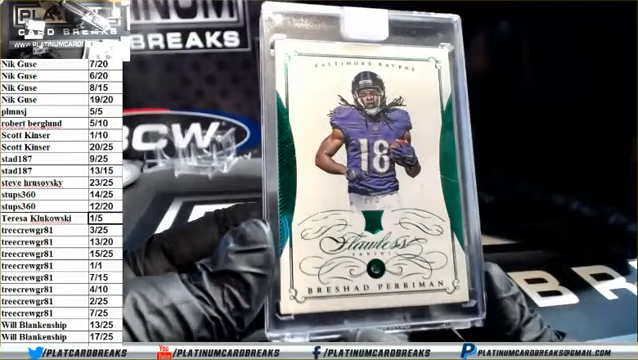 PLATINUM
CARD BREAKS
WWW.PLATINUMCARDBREAKS
Nik Guse 7/20
Nik Guse 6/20
Nik Guse 8/15
Nik Guse 19/20
plmnsj 5/5
robert berglund 5/10
Scott Kinser 1/10
Scott Kinser 20/25
stad187 9/25
stad187 13/15
steve hrusovsky 23/25
stups360 14/25
stups360 12/20
Teresa Klukowski 1/5
treecrewgr81 3/25
treecrewgr81 13/20
treecrewgr81 15/25
treecrewgr81 1/1
treecrewgr81 7/15
treecrewgr81 4/10
treecrewgr81 2/25
treecrewgr81 7/25
Will Blankenship 13/25
Will Blankenship 17/25
BREAKS
BCW
BALTIMORE RAVENS
18
Flawless
PANINI
BRESHAD PERRIMAN
BR
/PLATCARDBREAKS
You Tube
/PLATINUMCARDBREAKS
/PLATINUMCARDBREAKS
PLATINUMCARDBREAKS@GMAIL.COM